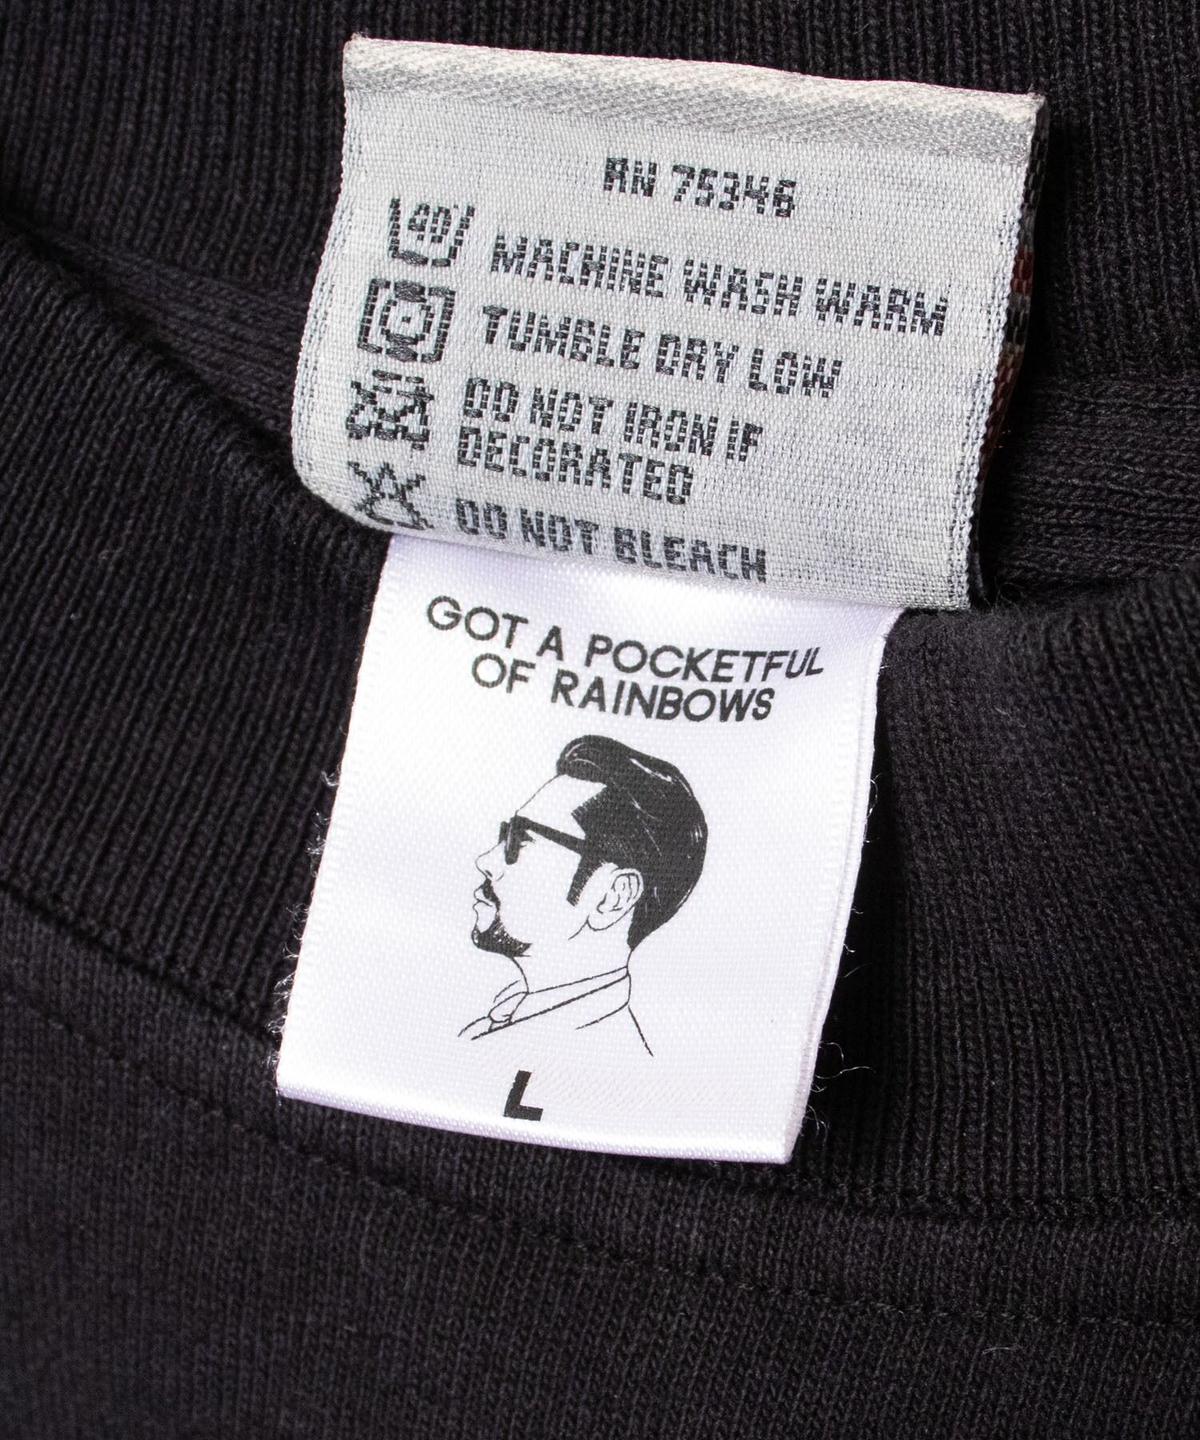 RN 75346
40°
MACHINE WASH WARM
TUMBLE DRY LOW
DO NOT IRON IF
DECORATED
DO NOT BLEACH
GOT A POCKETFUL
OF RAINBOWS
L